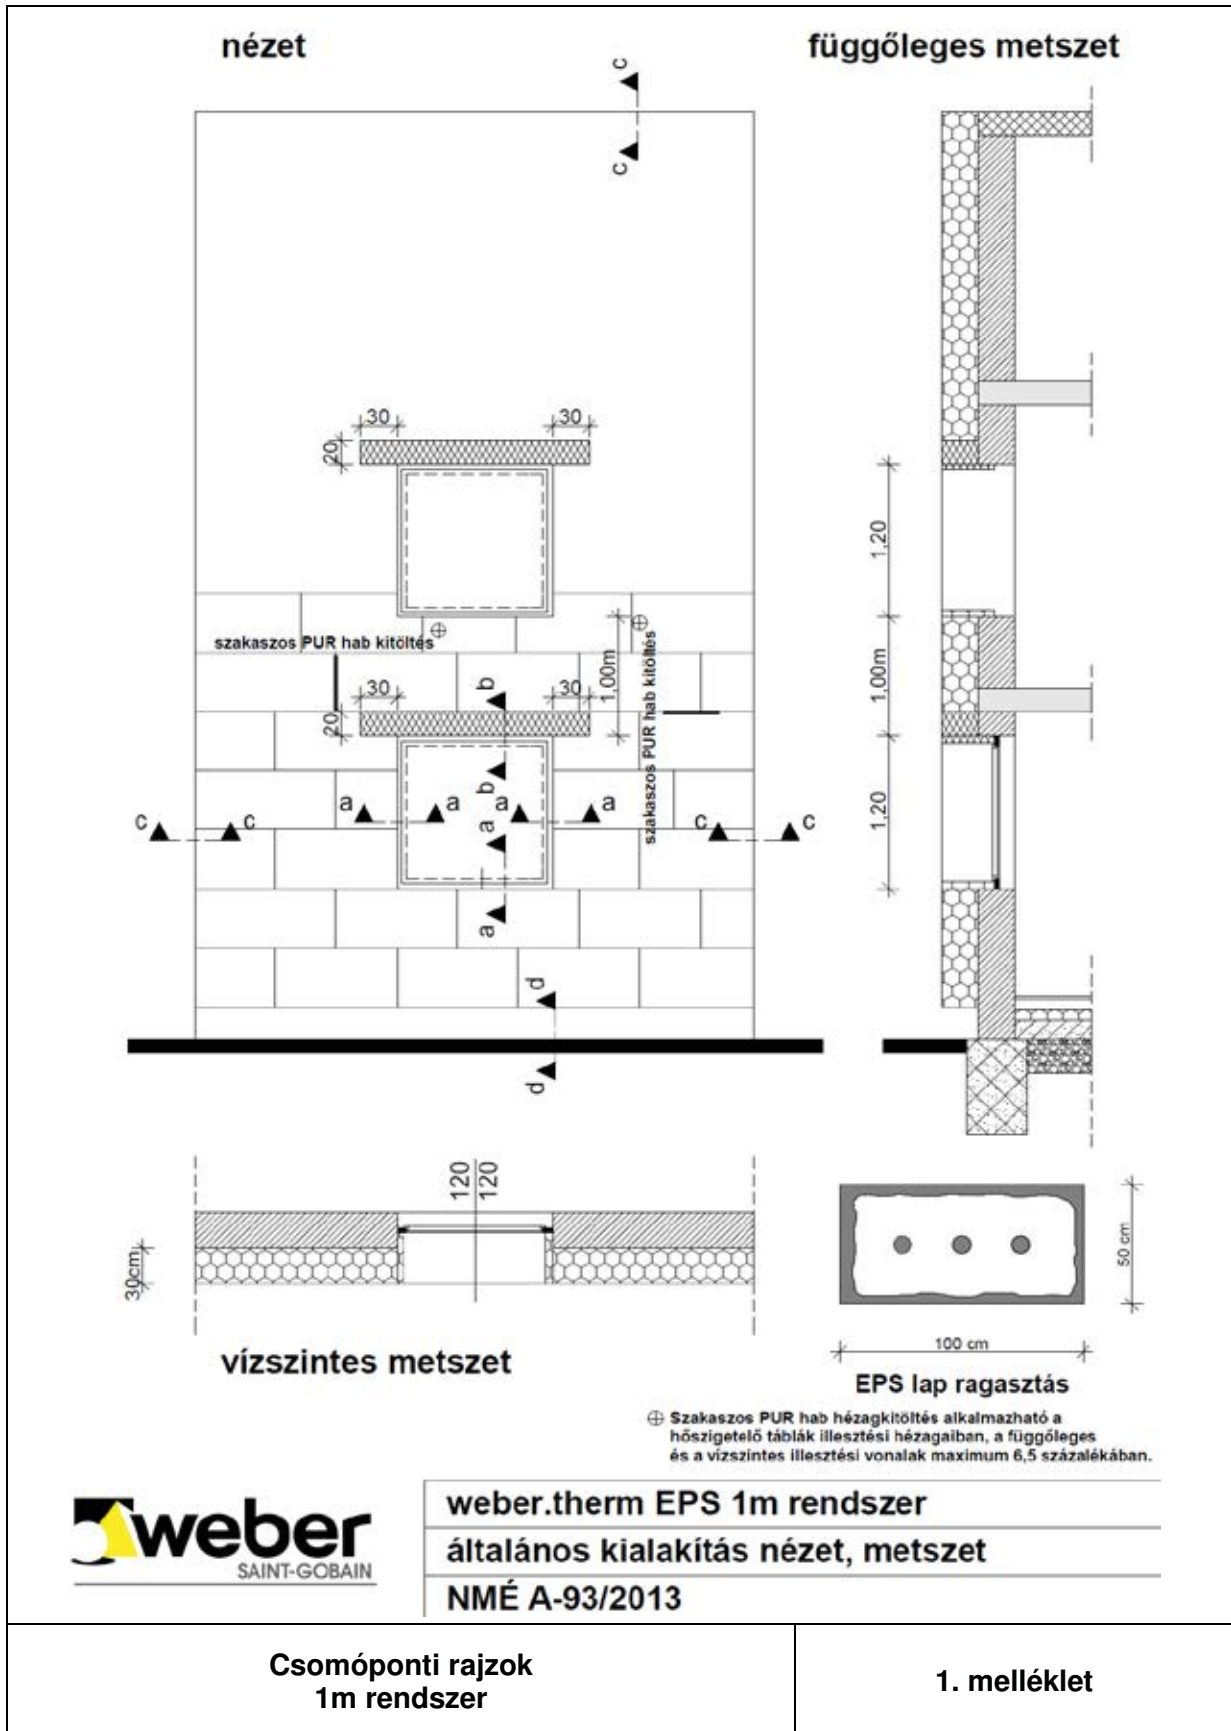 nézet
függőleges metszet
c
c
30
30
20
1,20
szakaszos PUR hab kitöltés
szakaszos PUR hab kitöltés
1,00m
1,00m
30
30
20
b
b
a
a
a
a
a
a
c
c
c
c
1,20
d
d
120
120
30cm
50 cm
100 cm
vízszintes metszet
EPS lap ragasztás
Szakaszos PUR hab hézagkitöltés alkalmazható a
hőszigetelő táblák illesztési hézagaiban, a függőleges
és a vízszintes illesztési vonalak maximum 6,5 százalékában.
weber
SAINT-GOBAIN
weber.therm EPS 1m rendszer
általános kialakítás nézet, metszet
NMÉ A-93/2013
Csomóponti rajzok
1m rendszer
1. melléklet